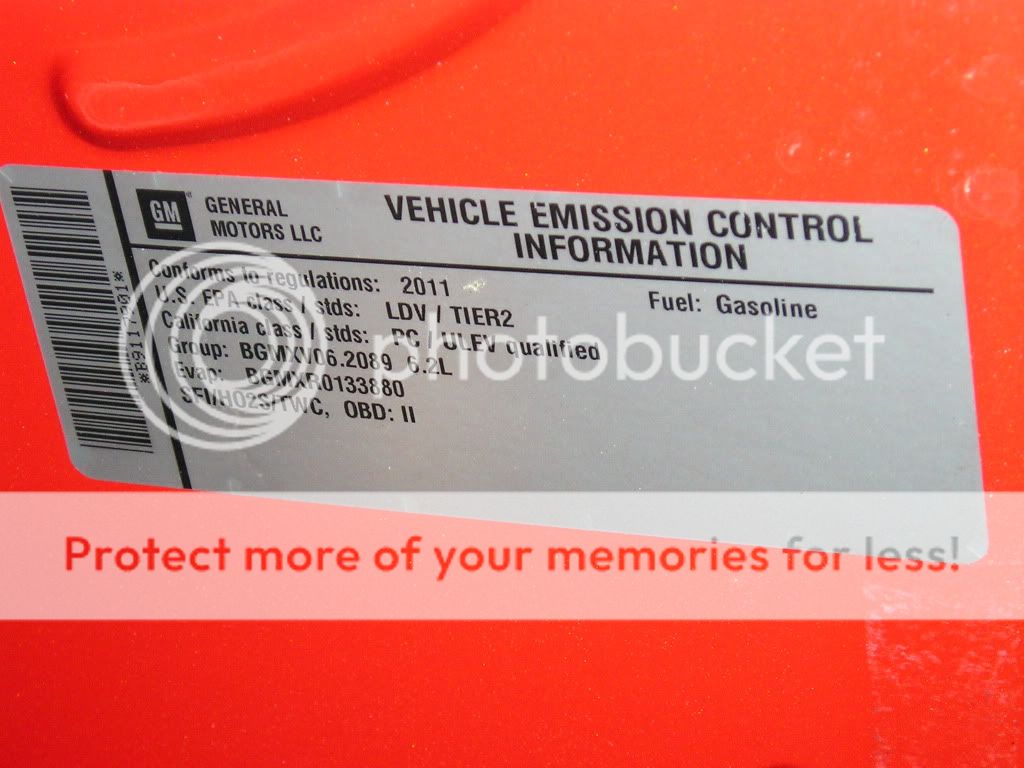 GM
GENERAL
MOTORS LLC
VEHICLE EMISSION CONTROL
INFORMATION
Conforms to regulations: 2011
Fuel: Gasoline
U.S. EPA class / stds: LDV / TIER2
California class / stds: PC / ULEV qualified
Group: BGMXV06.2089 6.2L
Evap: BGMXR0133880
SFI/HO2S/TWC, OBD: II
photobucket
Protect more of your memories for less!